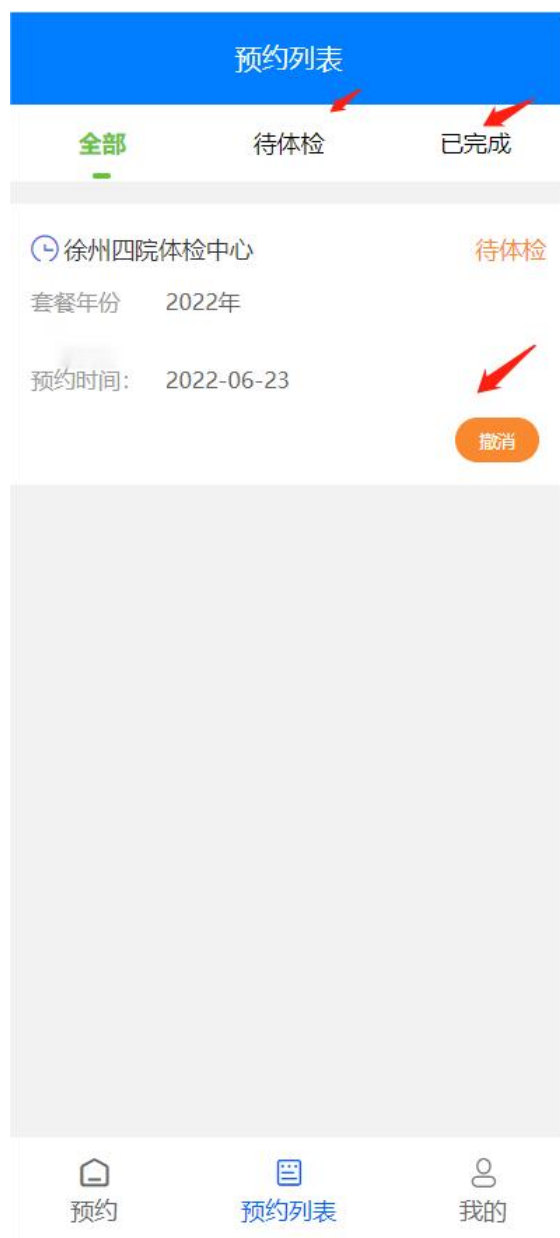 预约列表
全部 待体检 已完成
徐州四院体检中心 待体检
套餐年份 2022年
预约时间: 2022-06-23
撤消
预约 预约列表 我的